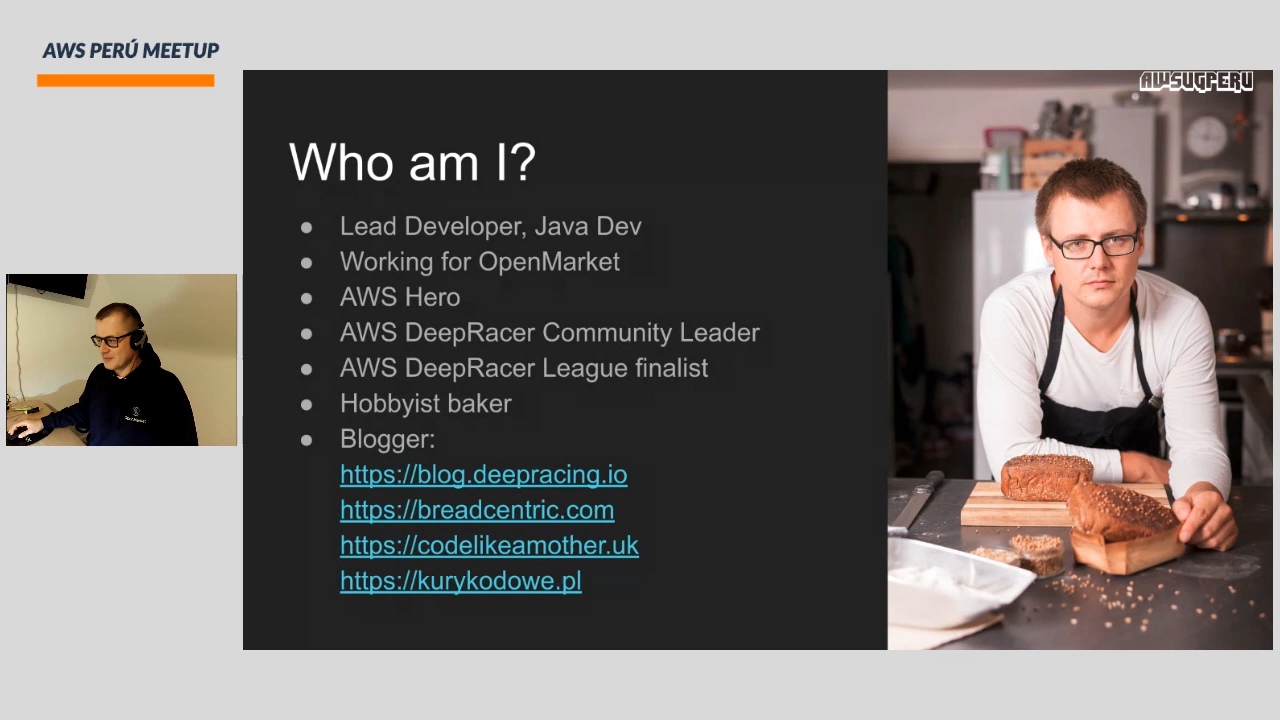 AWS PERÚ MEETUP
AWSUGPERU
Who am I?
● Lead Developer, Java Dev
● Working for OpenMarket
● AWS Hero
● AWS DeepRacer Community Leader
● AWS DeepRacer League finalist
● Hobbyist baker
● Blogger:
https://blog.deepracing.io
https://breadcentric.com
https://codelikeamother.uk
https://kurykodowe.pl